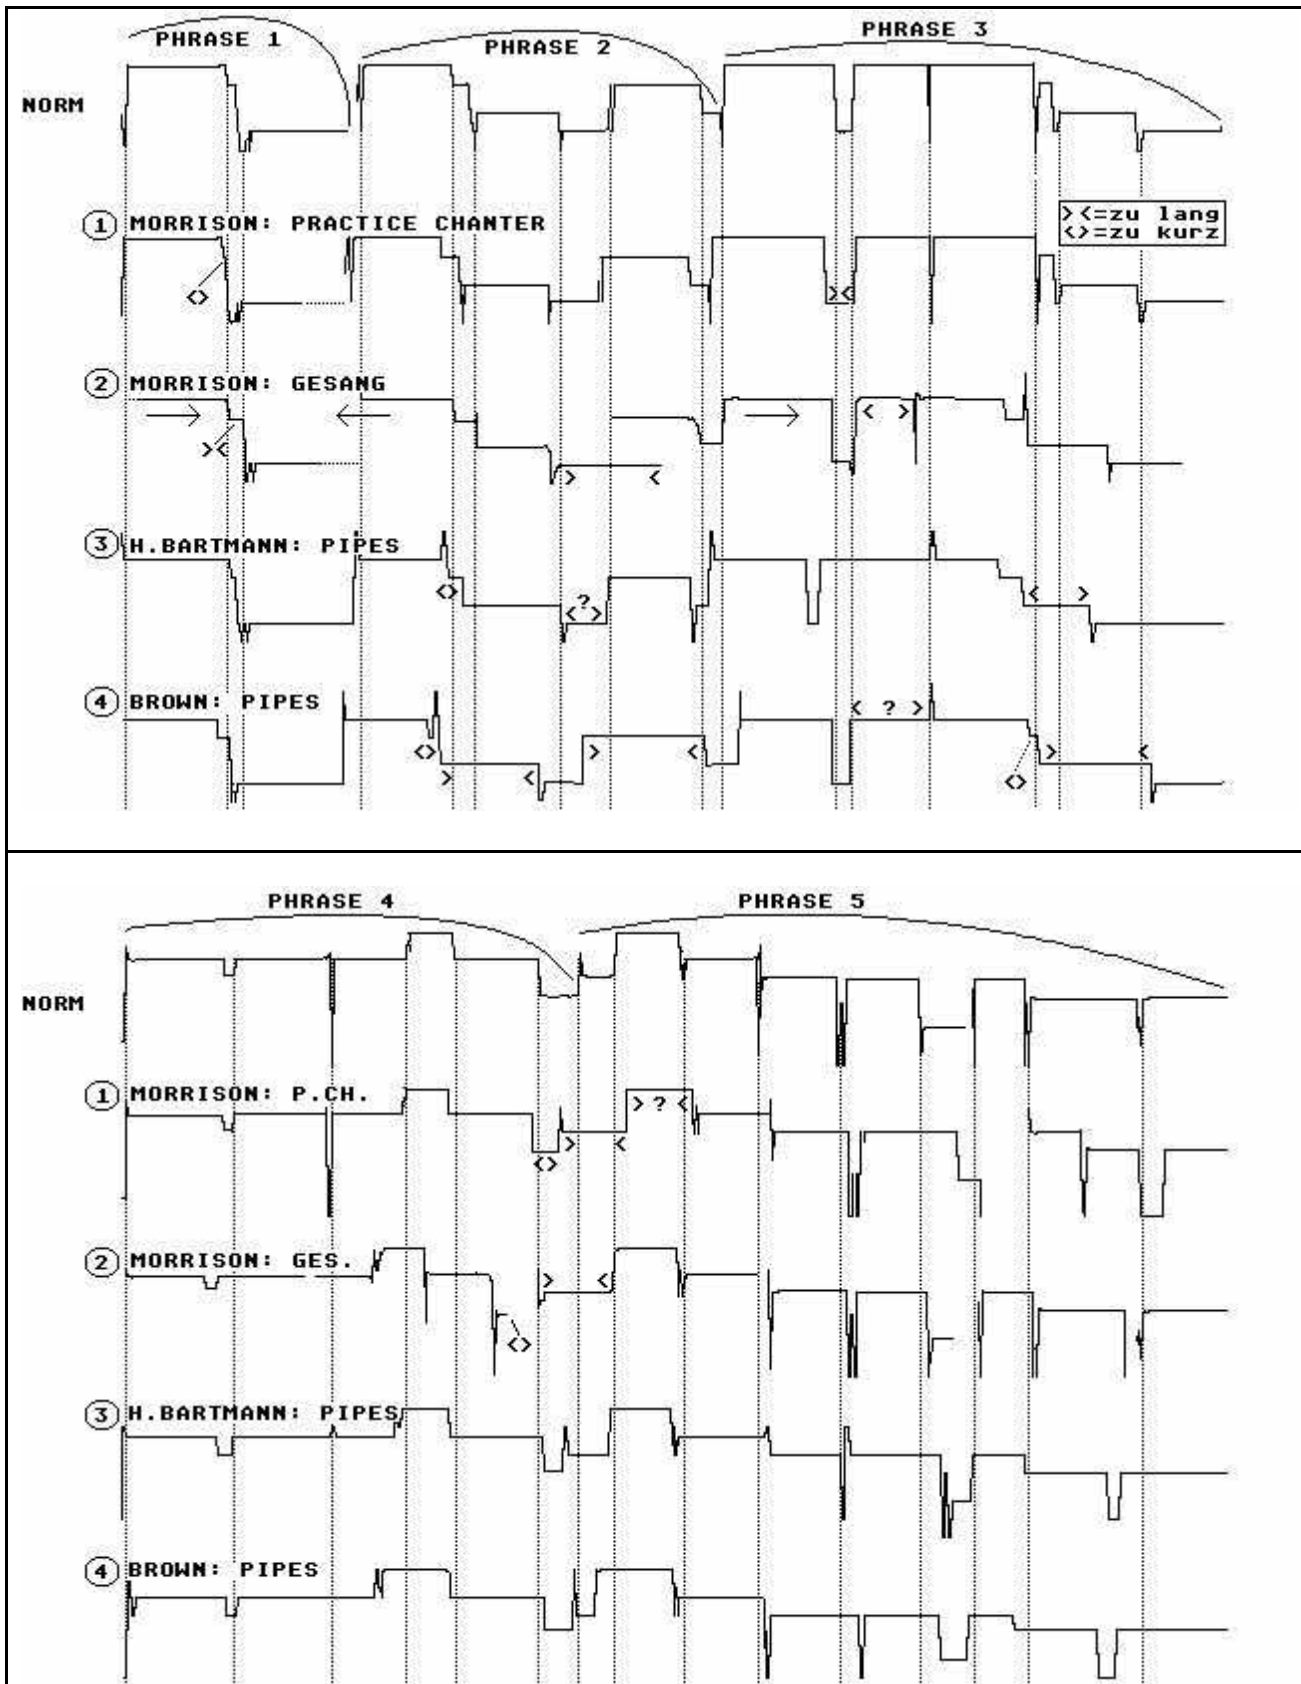 PHRASE 1
PHRASE 2
PHRASE 3
NORM
① MORRISON: PRACTICE CHANTER
><=zu lang
<>=zu kurz
<>
><
② MORRISON: GESANG
><
< >
> <
③ H.BARTMANN: PIPES
<>
?
< >
< >
④ BROWN: PIPES
< ? >
<>
> <
> <
<>
> <
PHRASE 4
PHRASE 5
NORM
① MORRISON: P.CH.
> ? <
<>
> <
② MORRISON: GES.
> <
<>
③ H.BARTMANN: PIPES
④ BROWN: PIPES